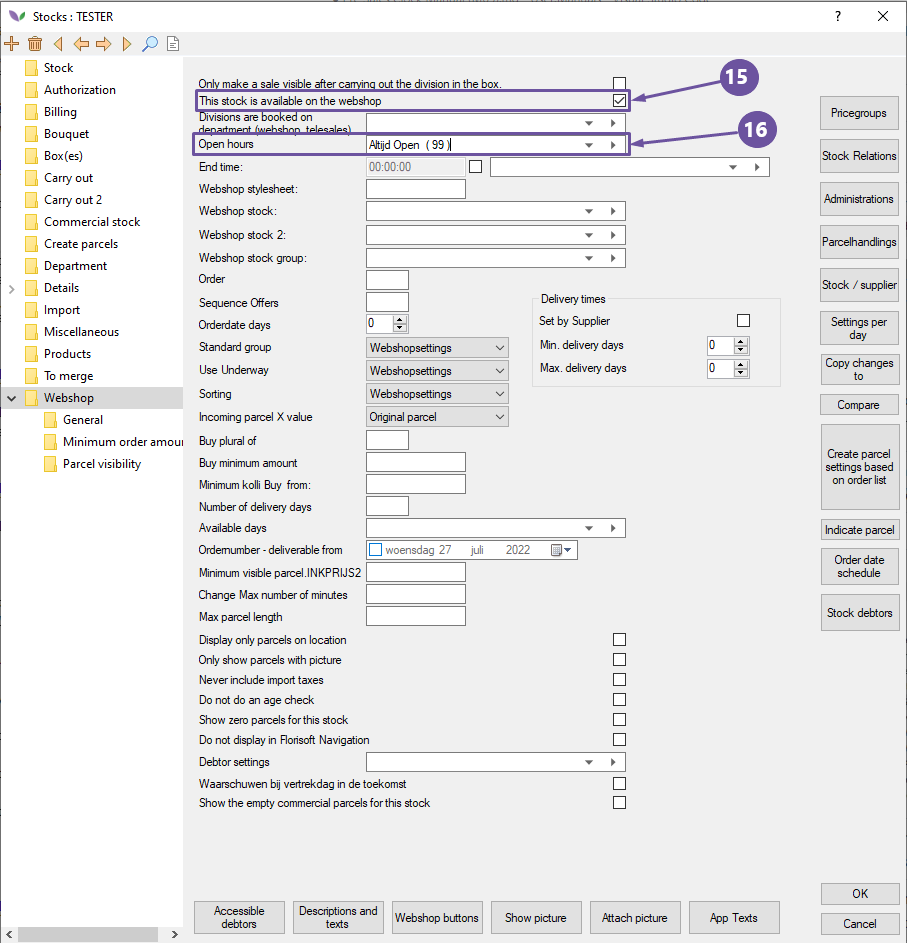 Stocks : TESTER
?
Stock
Authorization
Billing
Bouquet
Box(es)
Carry out
Carry out 2
Commercial stock
Create parcels
Department
Details
Import
Miscellaneous
Products
To merge
Webshop
General
Minimum order amour
Parcel visibility
Only make a sale visible after carrying out the division in the box.
This stock is available on the webshop
15
Divisions are booked on
department (webshop, telesales)
Open hours
Altijd Open ( 99 )
16
End time:
00:00:00
Webshop stylesheet:
Webshop stock:
Webshop stock 2:
Webshop stock group:
Order
Sequence Offers
Orderdate days
0
Standard group
Webshopsettings
Use Underway
Webshopsettings
Sorting
Webshopsettings
Incoming parcel X value
Original parcel
Buy plural of
Buy minimum amount
Minimum kolli Buy from:
Number of delivery days
Available days
Ordernumber - deliverable from
woensdag 27 juli 2022
Minimum visible parcel.INKPRIJS2
Change Max number of minutes
Max parcel length
Display only parcels on location
Only show parcels with picture
Never include import taxes
Do not do an age check
Show zero parcels for this stock
Do not display in Florisoft Navigation
Debtor settings
Waarschuwen bij vertrekdag in de toekomst
Show the empty commercial parcels for this stock
Delivery times
Set by Supplier
Min. delivery days
0
Max. delivery days
0
Pricegroups
Stock Relations
Administrations
Parcelhandlings
Stock / supplier
Settings per
day
Copy changes
to
Compare
Create parcel
settings based
on order list
Indicate parcel
Order date
schedule
Stock debtors
OK
Cancel
Accessible
debtors
Descriptions and
texts
Webshop buttons
Show picture
Attach picture
App Texts